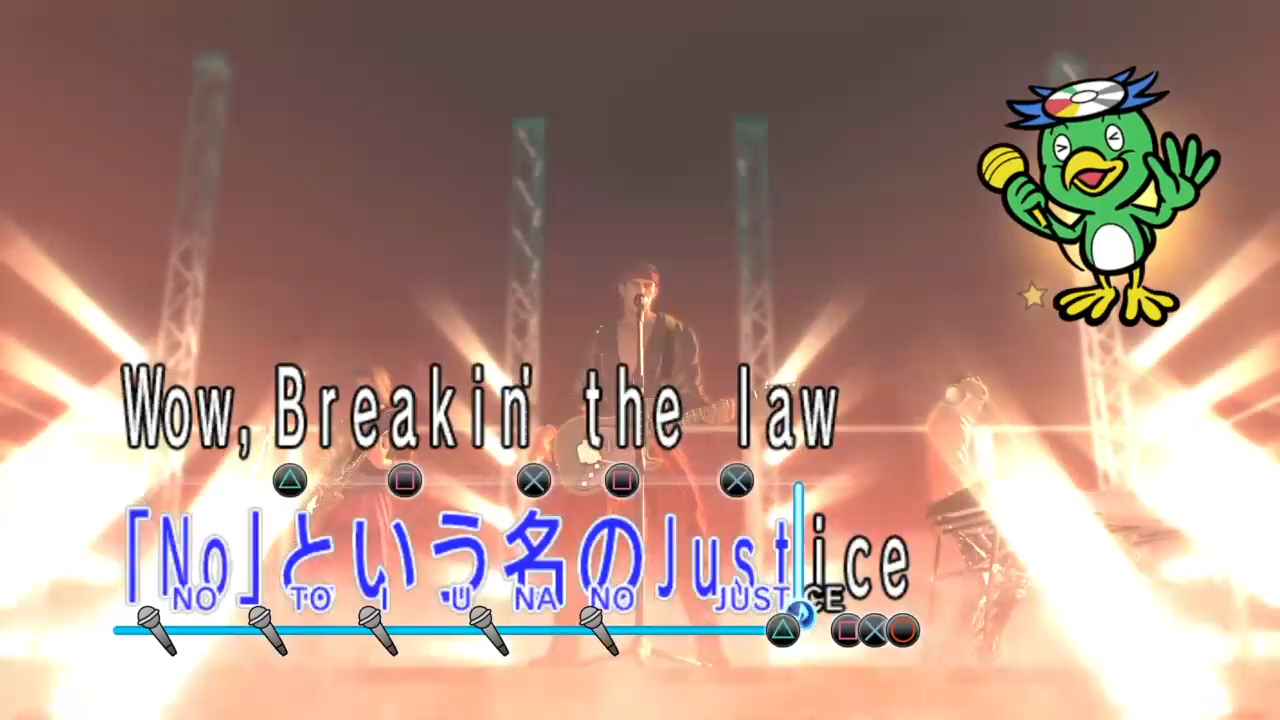 Wow, Breakin' the law
「No」という名のJustice
NO TO I U NA NO JUSTICE